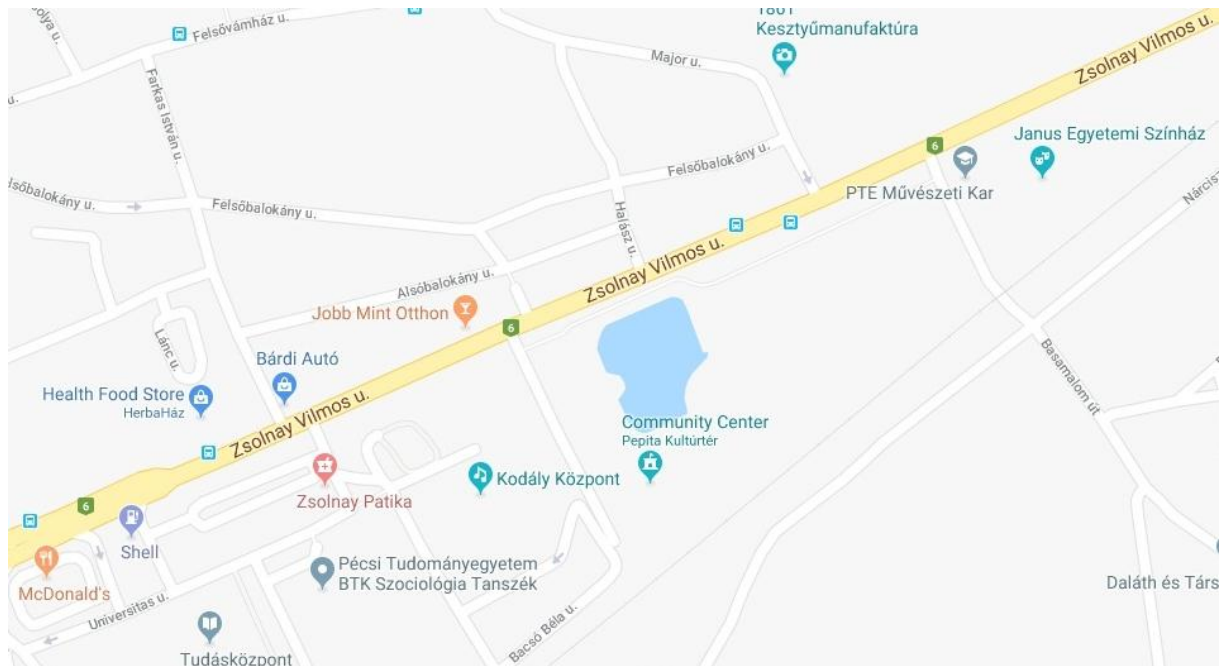 Felsővámház u.
1861
Kesztyűmanufaktúra
Zsolnay Vilmos u.
Major u.
Farkas István u.
Felsőbalokány u.
Janus Egyetemi Színház
PTE Művészeti Kar
6
Nárcisz
Felsőbalokány u.
Halász u.
Zsolnay Vilmos u.
Alsóbalokány u.
Jobb Mint Otthon
6
Lánc u.
Bárdi Autó
Basamalom út
Health Food Store
HerbaHáz
Zsolnay Vilmos u.
Community Center
Pepita Kultúrtér
Kodály Központ
Zsolnay Patika
6
Shell
McDonald's
Pécsi Tudományegyetem
BTK Szociológia Tanszék
Daláth és Társ
Universitas u.
Bacsó Béla u.
Tudásközpont